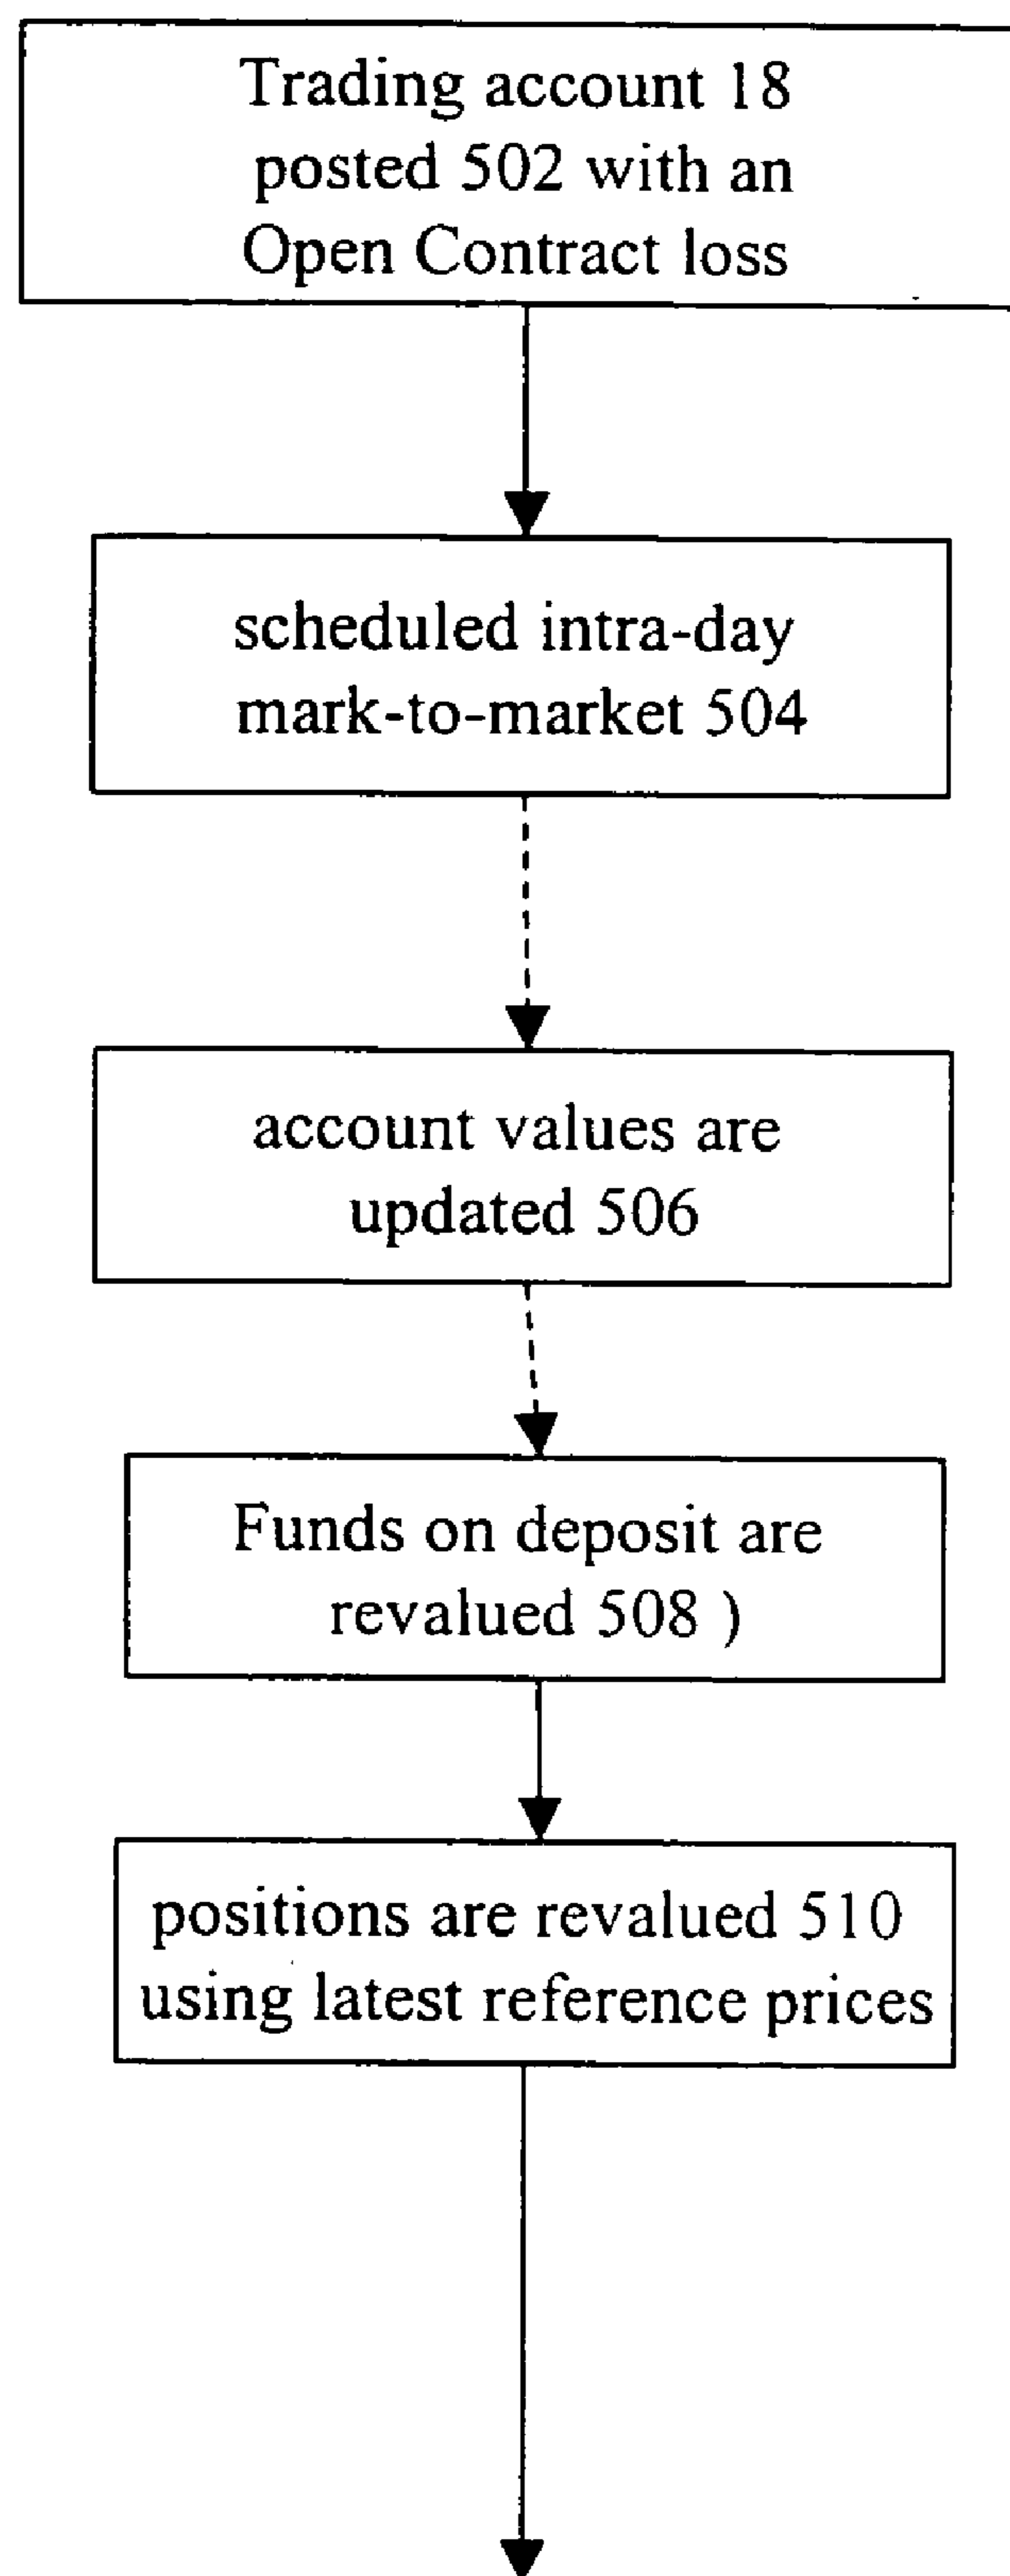 Trading account 18
posted 502 with an
Open Contract loss
scheduled intra-day
mark-to-market 504
account values are
updated 506
Funds on deposit are
revalued 508 )
positions are revalued 510
using latest reference prices